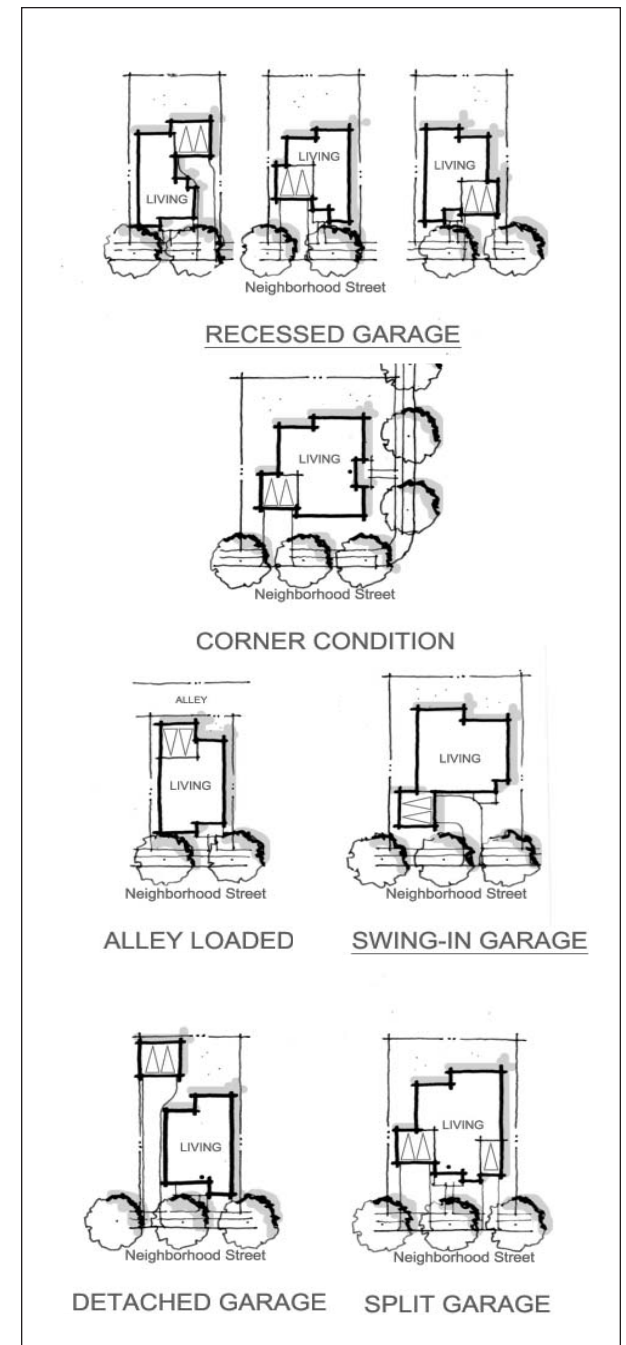 LIVING
LIVING
LIVING
Neighborhood Street
RECESSED GARAGE
LIVING
Neighborhood Street
CORNER CONDITION
ALLEY
LIVING
Neighborhood Street
ALLEY LOADED
LIVING
Neighborhood Street
SWING-IN GARAGE
LIVING
Neighborhood Street
DETACHED GARAGE
LIVING
Neighborhood Street
SPLIT GARAGE